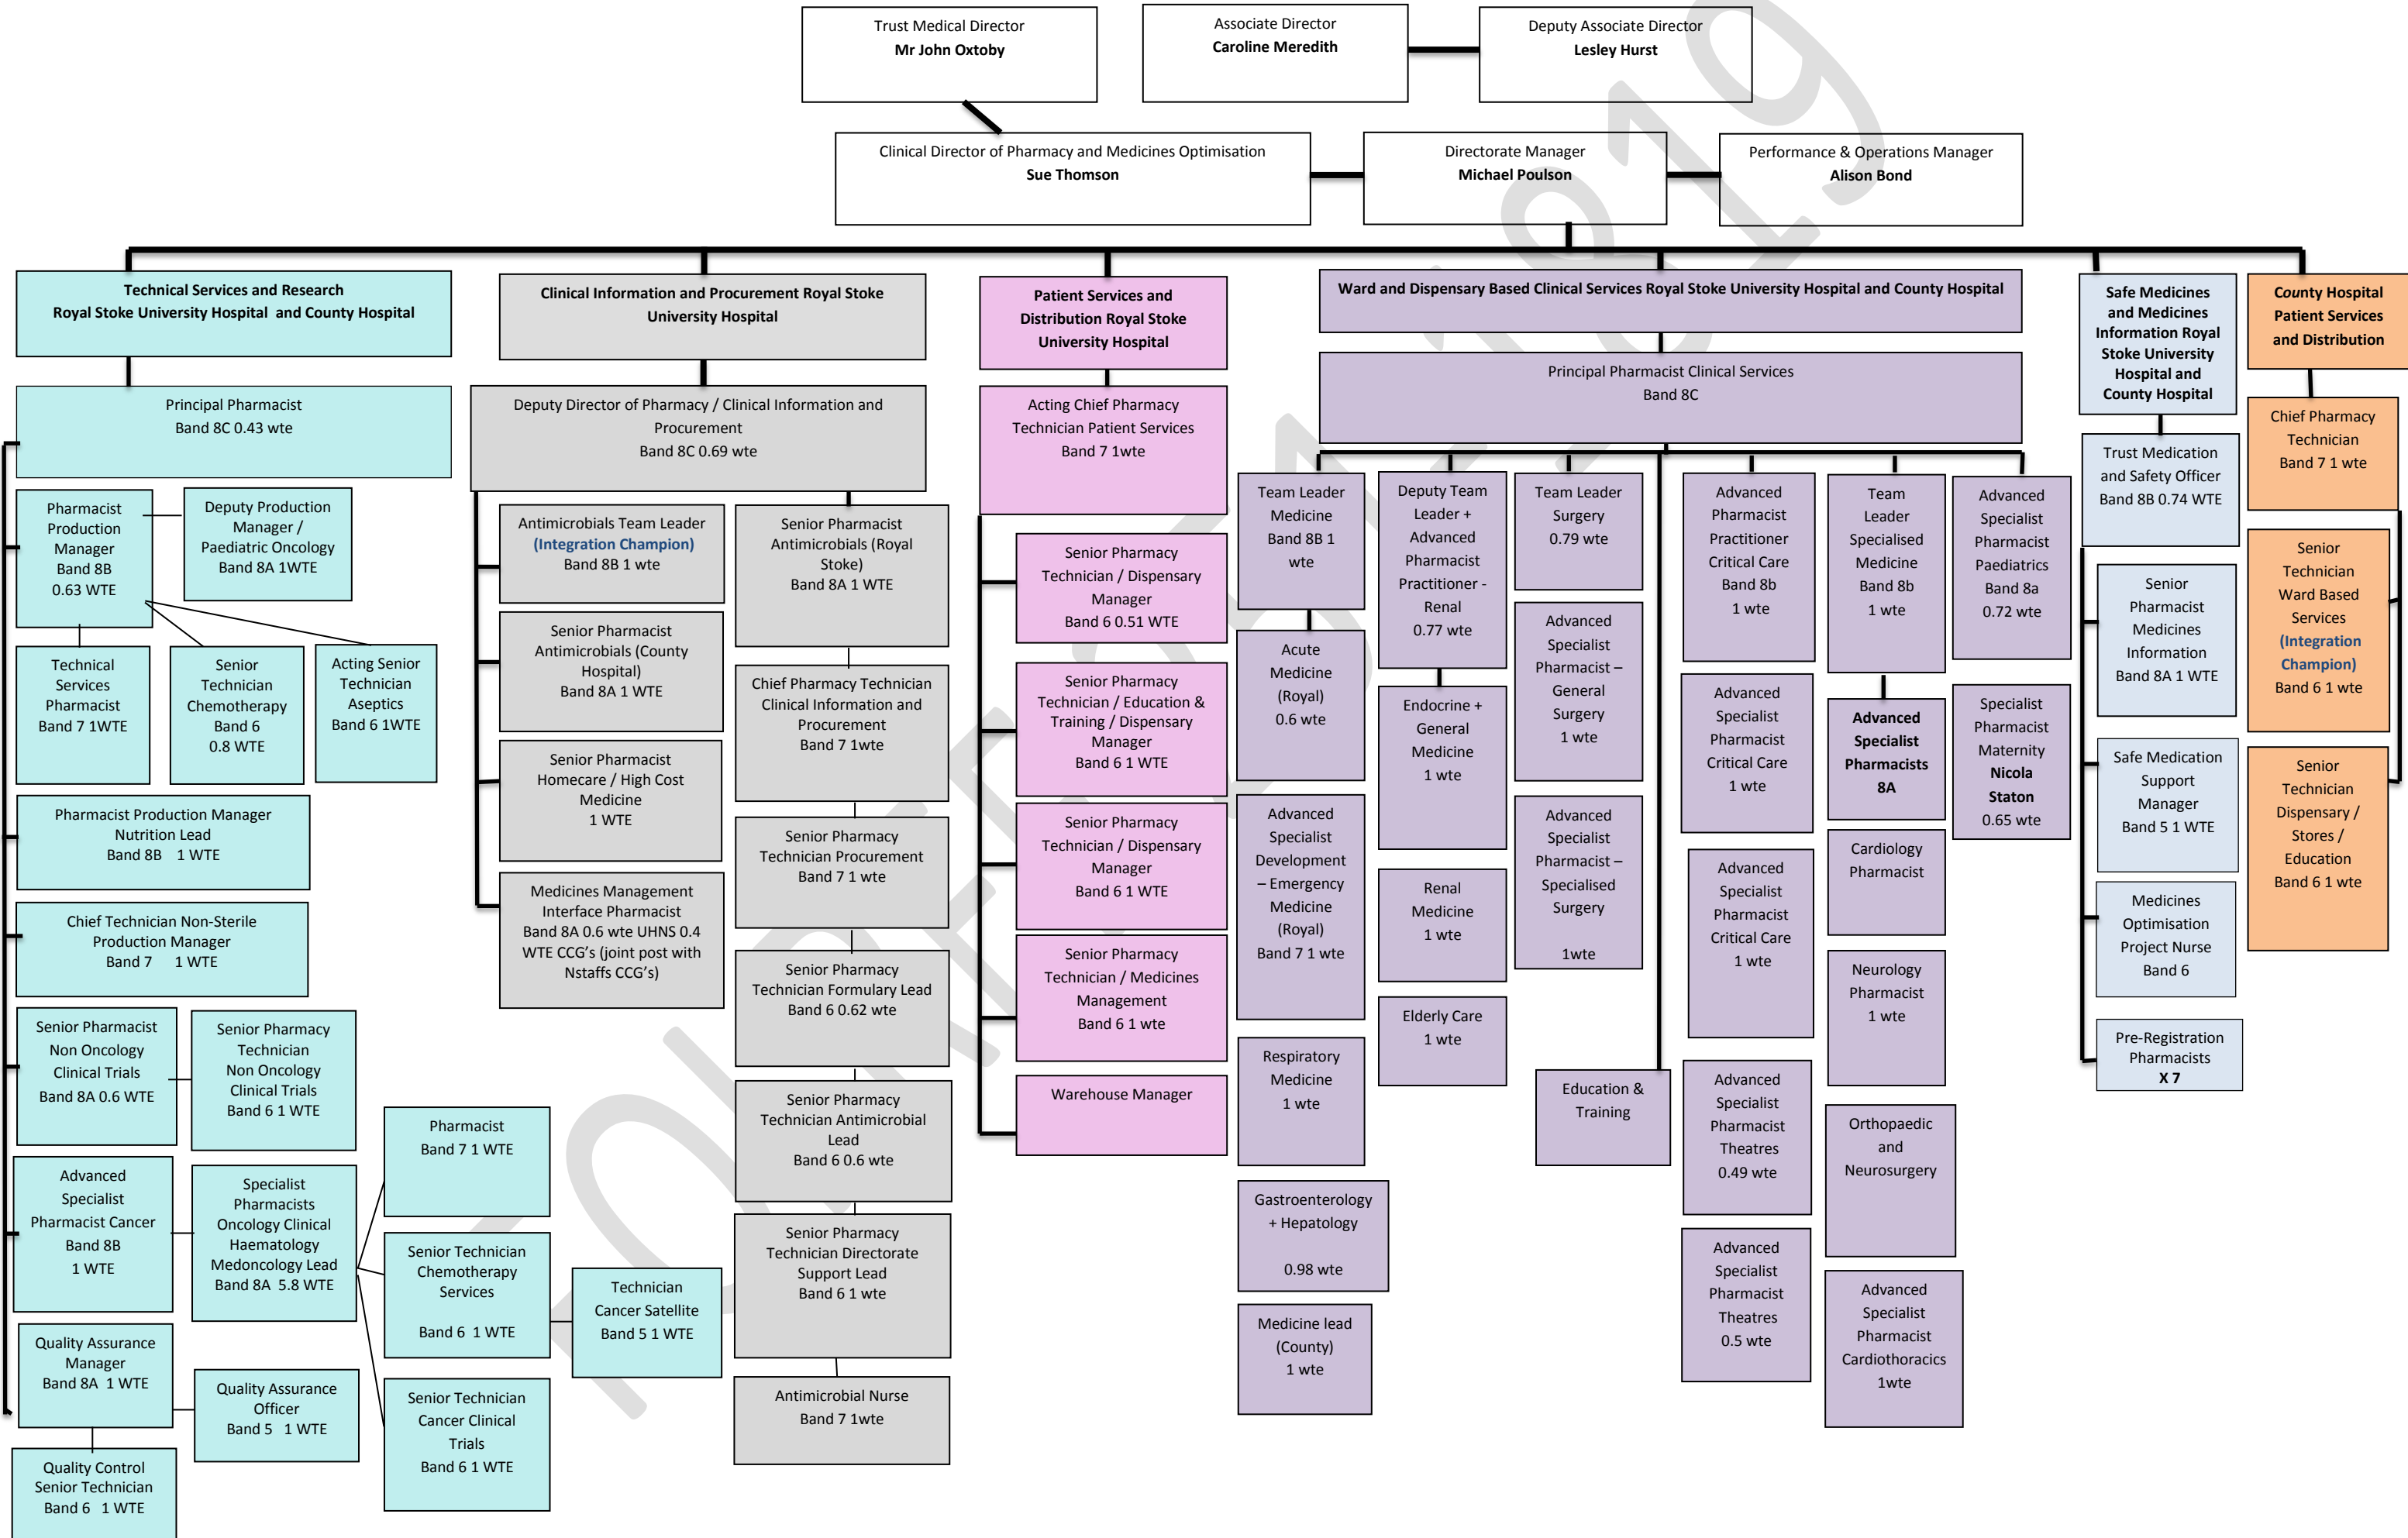 Trust Medical Director
Mr John Oxtoby
Associate Director
Caroline Meredith
Deputy Associate Director
Lesley Hurst
Clinical Director of Pharmacy and Medicines Optimisation
Sue Thomson
Directorate Manager
Michael Poulson
Performance & Operations Manager
Alison Bond
Technical Services and Research
Royal Stoke University Hospital and County Hospital
Principal Pharmacist
Band 8C 0.43 wte
Pharmacist
Production
Manager
Band 8B
0.63 WTE
Deputy Production
Manager /
Paediatric Oncology
Band 8A 1WTE
Technical
Services
Pharmacist
Band 7 1WTE
Senior
Technician
Chemotherapy
Band 6
0.8 WTE
Acting Senior
Technician
Aseptics
Band 6 1WTE
Pharmacist Production Manager
Nutrition Lead
Band 8B 1 WTE
Chief Technician Non-Sterile
Production Manager
Band 7 1 WTE
Senior Pharmacist
Non Oncology
Clinical Trials
Band 8A 0.6 WTE
Senior Pharmacy
Technician
Non Oncology
Clinical Trials
Band 6 1 WTE
Advanced
Specialist
Pharmacist Cancer
Band 8B
1 WTE
Specialist
Pharmacists
Oncology Clinical
Haematology
Medoncology Lead
Band 8A 5.8 WTE
Pharmacist
Band 7 1 WTE
Senior Technician
Chemotherapy
Services
Band 6 1 WTE
Technician
Cancer Satellite
Band 5 1 WTE
Senior Technician
Cancer Clinical
Trials
Band 6 1 WTE
Quality Assurance
Manager
Band 8A 1 WTE
Quality Assurance
Officer
Band 5 1 WTE
Quality Control
Senior Technician
Band 6 1 WTE
Clinical Information and Procurement Royal Stoke
University Hospital
Deputy Director of Pharmacy / Clinical Information and
Procurement
Band 8C 0.69 wte
Antimicrobials Team Leader
(Integration Champion)
Band 8B 1 wte
Senior Pharmacist
Antimicrobials (County
Hospital)
Band 8A 1 WTE
Senior Pharmacist
Homecare / High Cost
Medicine
1 WTE
Medicines Management
Interface Pharmacist
Band 8A 0.6 wte UHNS 0.4
WTE CCG's (joint post with
Nstaffs CCG's)
Senior Pharmacist
Antimicrobials (Royal
Stoke)
Band 8A 1 WTE
Chief Pharmacy Technician
Clinical Information and
Procurement
Band 7 1wte
Senior Pharmacy
Technician Procurement
Band 7 1 wte
Senior Pharmacy
Technician Formulary Lead
Band 6 0.62 wte
Senior Pharmacy
Technician Antimicrobial
Lead
Band 6 0.6 wte
Senior Pharmacy
Technician Directorate
Support Lead
Band 6 1 wte
Antimicrobial Nurse
Band 7 1wte
Patient Services and
Distribution Royal Stoke
University Hospital
Acting Chief Pharmacy
Technician Patient Services
Band 7 1wte
Senior Pharmacy
Technician / Dispensary
Manager
Band 6 0.51 WTE
Senior Pharmacy
Technician / Education &
Training / Dispensary
Manager
Band 6 1 WTE
Senior Pharmacy
Technician / Dispensary
Manager
Band 6 1 WTE
Senior Pharmacy
Technician / Medicines
Management
Band 6 1 wte
Warehouse Manager
Ward and Dispensary Based Clinical Services Royal Stoke University Hospital and County Hospital
Principal Pharmacist Clinical Services
Band 8C
Team Leader
Medicine
Band 8B 1
wte
Acute
Medicine
(Royal)
0.6 wte
Advanced
Specialist
Development
– Emergency
Medicine
(Royal)
Band 7 1 wte
Respiratory
Medicine
1 wte
Gastroenterology
+ Hepatology
0.98 wte
Medicine lead
(County)
1 wte
Deputy Team
Leader +
Advanced
Pharmacist
Practitioner -
Renal
0.77 wte
Endocrine +
General
Medicine
1 wte
Renal
Medicine
1 wte
Elderly Care
1 wte
Team Leader
Surgery
0.79 wte
Advanced
Specialist
Pharmacist –
General
Surgery
1 wte
Advanced
Specialist
Pharmacist –
Specialised
Surgery
1wte
Education &
Training
Advanced
Pharmacist
Practitioner
Critical Care
Band 8b
1 wte
Advanced
Specialist
Pharmacist
Critical Care
1 wte
Advanced
Specialist
Pharmacist
Critical Care
1 wte
Advanced
Specialist
Pharmacist
Theatres
0.49 wte
Advanced
Specialist
Pharmacist
Theatres
0.5 wte
Team
Leader
Specialised
Medicine
Band 8b
1 wte
Advanced
Specialist
Pharmacists
8A
Cardiology
Pharmacist
Neurology
Pharmacist
1 wte
Orthopaedic
and
Neurosurgery
Advanced
Specialist
Pharmacist
Cardiothoracics
1wte
Advanced
Specialist
Pharmacist
Paediatrics
Band 8a
0.72 wte
Specialist
Pharmacist
Maternity
Nicola
Staton
0.65 wte
Safe Medicines
and Medicines
Information Royal
Stoke University
Hospital and
County Hospital
Trust Medication
and Safety Officer
Band 8B 0.74 WTE
Senior
Pharmacist
Medicines
Information
Band 8A 1 WTE
Safe Medication
Support
Manager
Band 5 1 WTE
Medicines
Optimisation
Project Nurse
Band 6
Pre-Registration
Pharmacists
X 7
County Hospital
Patient Services
and Distribution
Chief Pharmacy
Technician
Band 7 1 wte
Senior
Technician
Ward Based
Services
(Integration
Champion)
Band 6 1 wte
Senior
Technician
Dispensary /
Stores /
Education
Band 6 1 wte